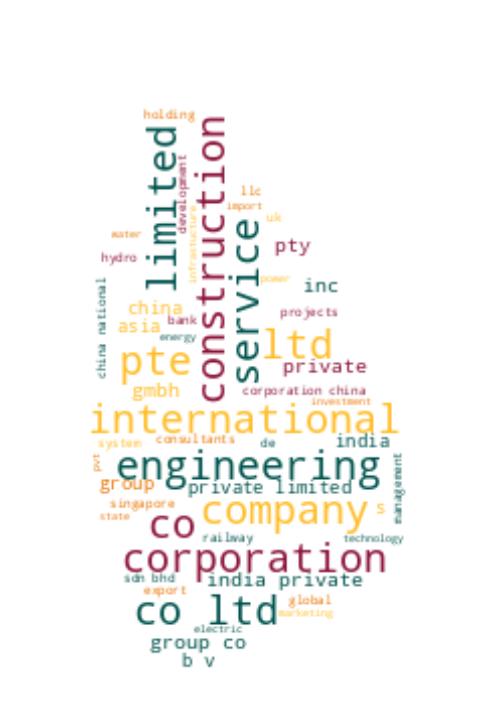 holding
limited
construction
development
llc
import
infrastructure
uk
service
water
pty
hydro
power
china national
inc
china
projects
bank
asia
energy
ltd
pte
private
gmbh
corporation china
investment
international
system
consultants
de
india
engineering
pvt
management
group
private limited
singapore
company
s
state
co
railway
technology
corporation
sdn bhd
india private
export
co ltd
global
marketing
electric
group co
b v